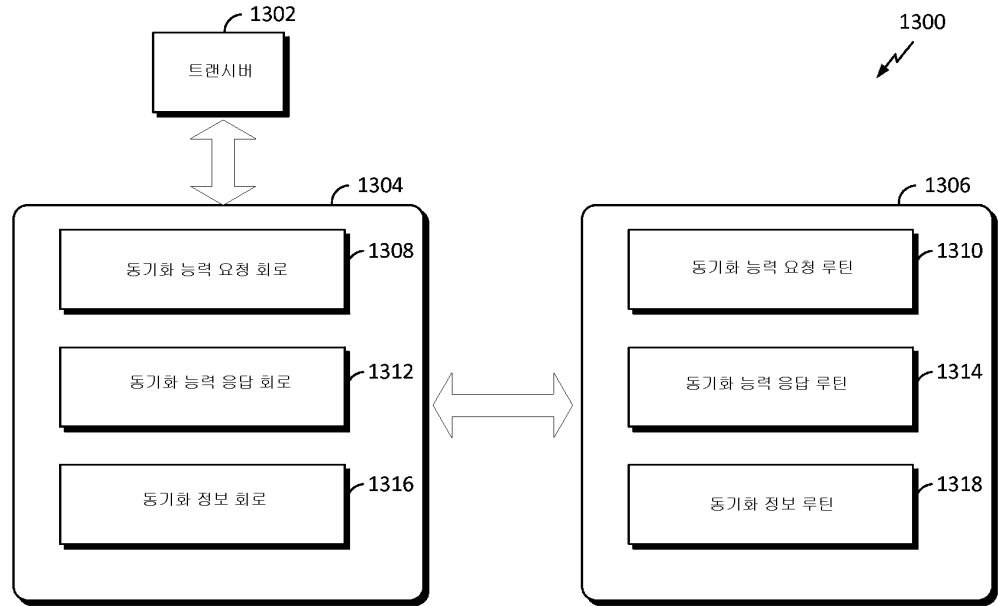 1302
1300
트랜시버
1304
1306
동기화 능력 요청 회로
1308
동기화 능력 요청 루틴
1310
동기화 능력 응답 회로
1312
동기화 능력 응답 루틴
1314
동기화 정보 회로
1316
동기화 정보 루틴
1318